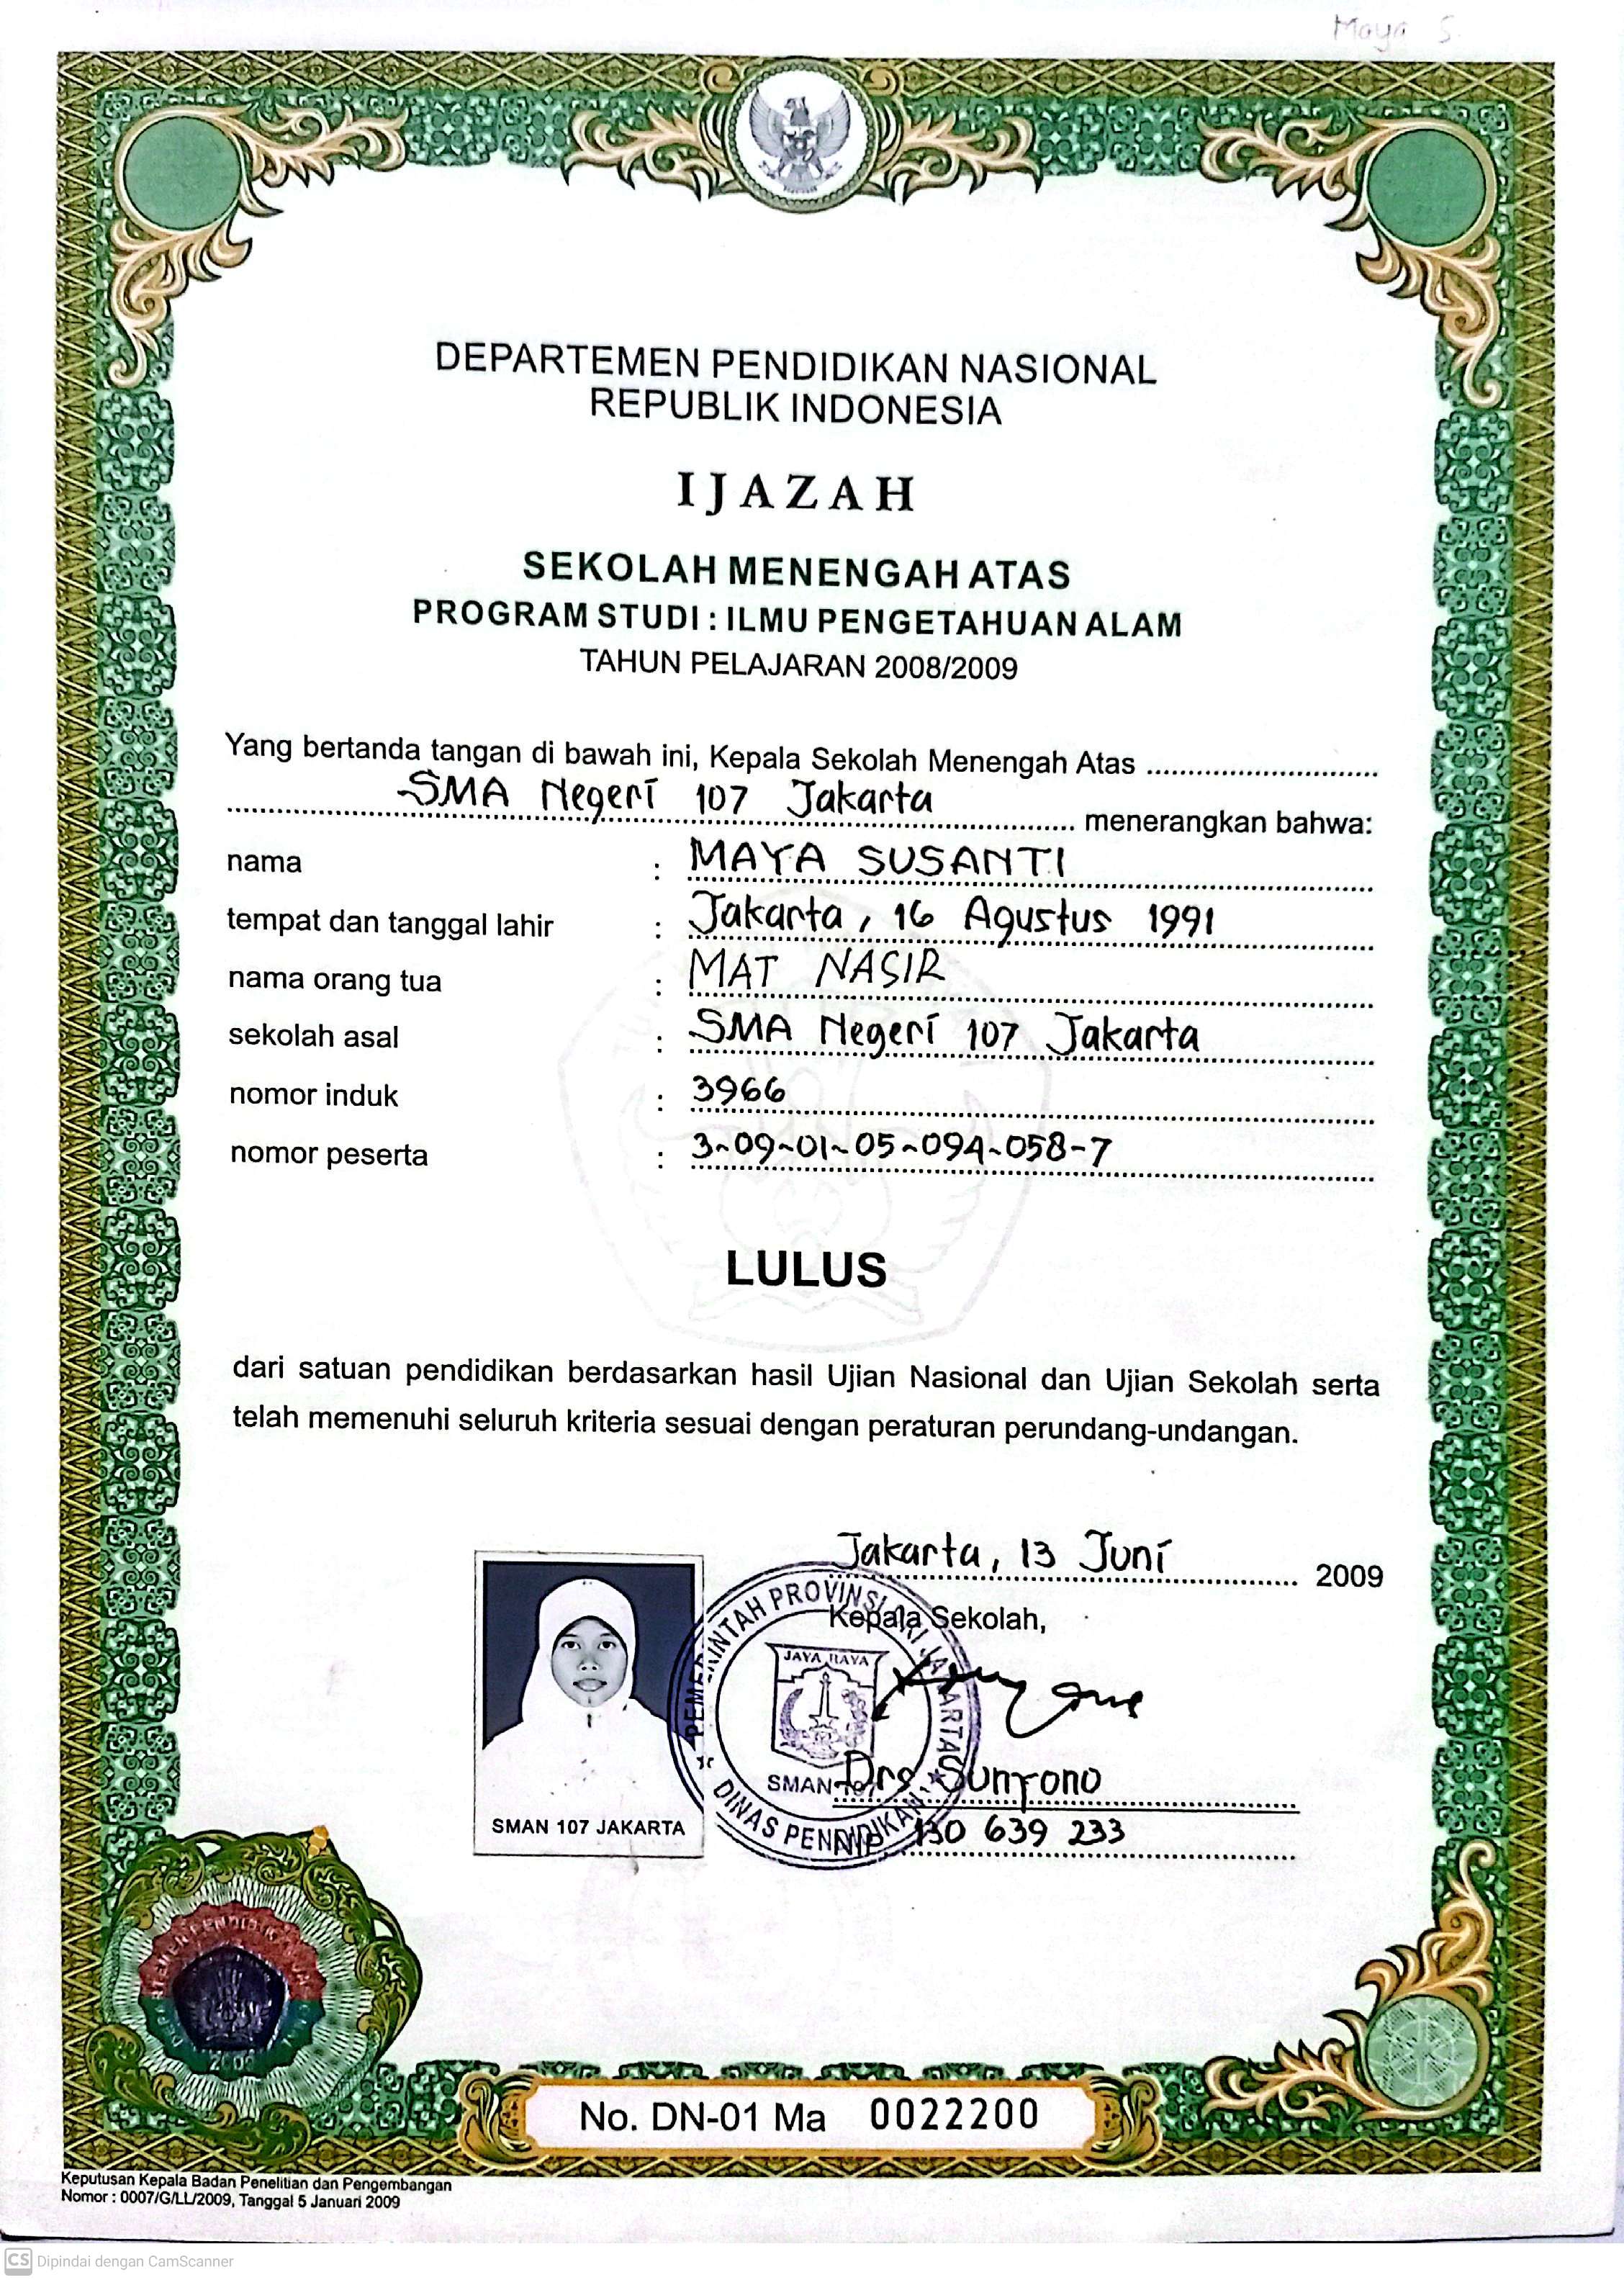 Maya S.
DEPARTEMEN PENDIDIKAN NASIONAL
REPUBLIK INDONESIA
IJAZAH
SEKOLAH MENENGAH ATAS
PROGRAM STUDI : ILMU PENGETAHUAN ALAM
TAHUN PELAJARAN 2008/2009
Yang bertanda tangan di bawah ini, Kepala Sekolah Menengah Atas
SMA Negeri 107 Jakarta menerangkan bahwa:
nama : MAYA SUSANTI
tempat dan tanggal lahir : Jakarta, 16 Agustus 1991
nama orang tua : MAT NASIR
sekolah asal : SMA Negeri 107 Jakarta
nomor induk : 3966
nomor peserta : 3-09-01-05-094-058-7
LULUS
dari satuan pendidikan berdasarkan hasil Ujian Nasional dan Ujian Sekolah serta
telah memenuhi seluruh kriteria sesuai dengan peraturan perundang-undangan.
Jakarta, 13 Juni 2009
Kepala Sekolah,
PEMERINTAH PROVINSI DKI JAKARTA
JAYA RAYA
SMAN 107
DINAS PENDIDIKAN
Drs. Sunyono
NIP 130 639 233
SMAN 107 JAKARTA
No. DN-01 Ma 0022200
Keputusan Kepala Badan Penelitian dan Pengembangan
Nomor : 0007/G/LL/2009, Tanggal 5 Januari 2009
CS Dipindai dengan CamScanner